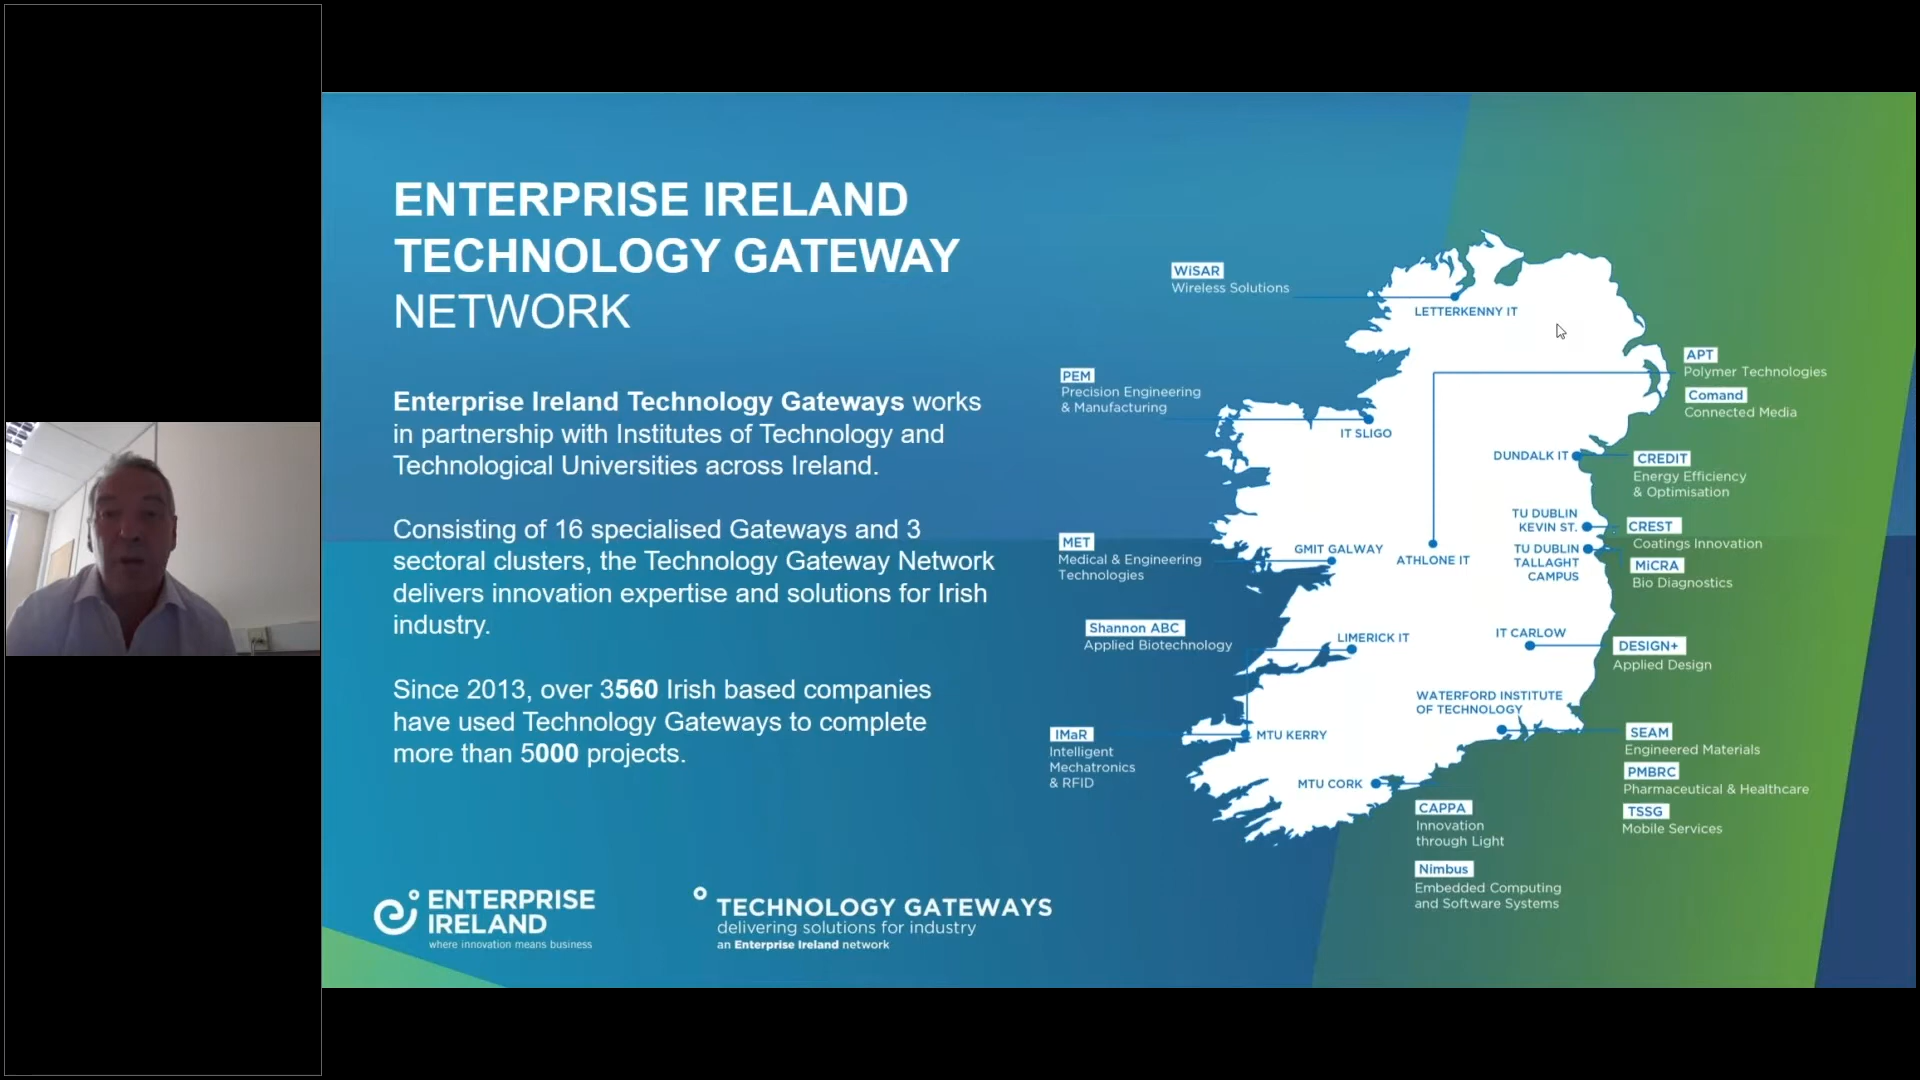 ENTERPRISE IRELAND
TECHNOLOGY GATEWAY
NETWORK
Enterprise Ireland Technology Gateways works
in partnership with Institutes of Technology and
Technological Universities across Ireland.
Consisting of 16 specialised Gateways and 3
sectoral clusters, the Technology Gateway Network
delivers innovation expertise and solutions for Irish
industry.
Since 2013, over 3560 Irish based companies
have used Technology Gateways to complete
more than 5000 projects.
ENTERPRISE
IRELAND
where innovation means business
TECHNOLOGY GATEWAYS
delivering solutions for industry
an Enterprise Ireland network
WiSAR
Wireless Solutions
LETTERKENNY IT
PEM
Precision Engineering
& Manufacturing
IT SLIGO
APT
Polymer Technologies
Comand
Connected Media
DUNDALK IT
CREDIT
Energy Efficiency
& Optimisation
TU DUBLIN
KEVIN ST.
CREST
Coatings Innovation
TU DUBLIN
TALLAGHT
CAMPUS
MiCRA
Bio Diagnostics
MET
Medical & Engineering
Technologies
GMIT GALWAY
ATHLONE IT
Shannon ABC
Applied Biotechnology
LIMERICK IT
IT CARLOW
DESIGN+
Applied Design
WATERFORD INSTITUTE
OF TECHNOLOGY
SEAM
Engineered Materials
PMBRC
Pharmaceutical & Healthcare
TSSG
Mobile Services
IMaR
Intelligent
Mechatronics
& RFID
MTU KERRY
MTU CORK
CAPPA
Innovation
through Light
Nimbus
Embedded Computing
and Software Systems